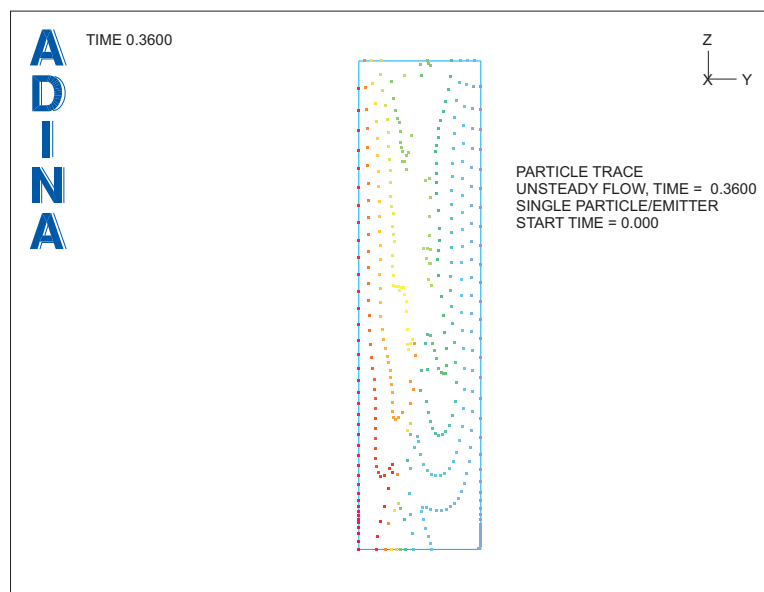 ADINA
TIME 0.3600
Z
X Y
PARTICLE TRACE
UNSTEADY FLOW, TIME = 0.3600
SINGLE PARTICLE/EMITTER
START TIME = 0.000